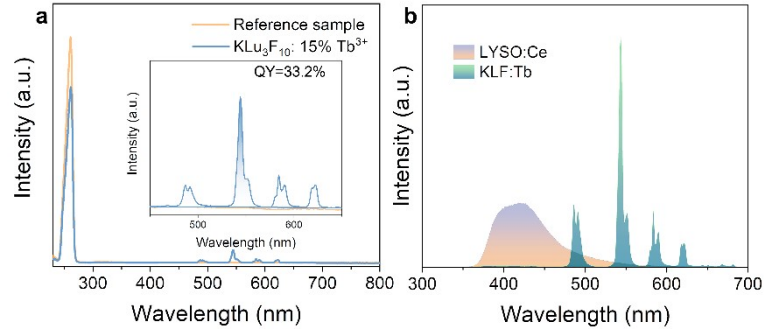 a
Reference sample
KLu₃F₁₀: 15% Tb³⁺
QY=33.2%
Intensity (a.u.)
500 600
Wavelength (nm)
Intensity (a.u.)
300 400 500 600 700 800
Wavelength (nm)
b
LYSO:Ce
KLF:Tb
Intensity (a.u.)
300 400 500 600 700
Wavelength (nm)